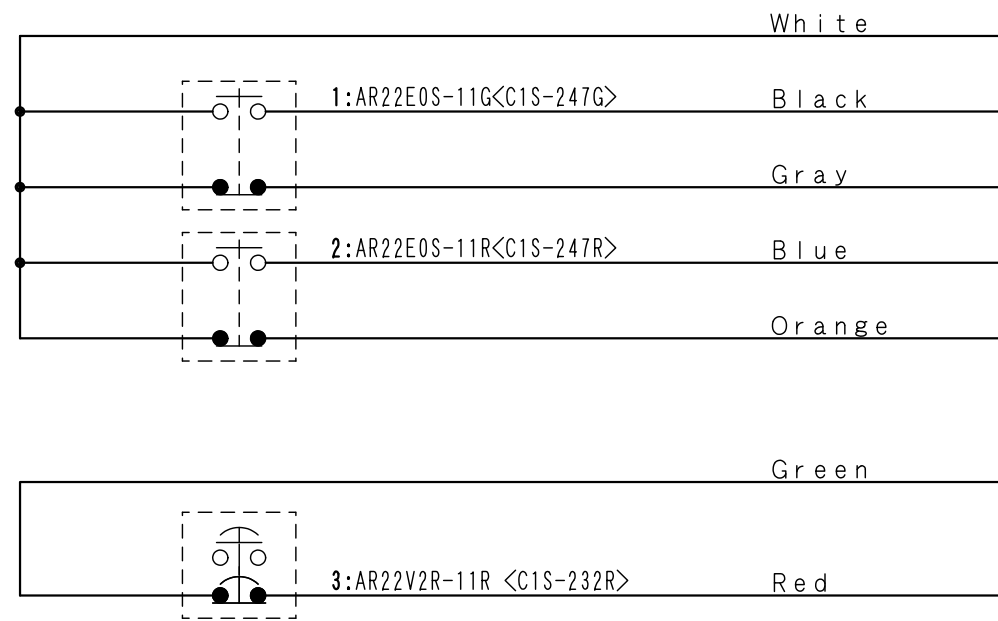 White
1:AR22E0S-11G<C1S-247G>
Black
Gray
2:AR22E0S-11R<C1S-247R>
Blue
Orange
Green
3:AR22V2R-11R <C1S-232R>
Red